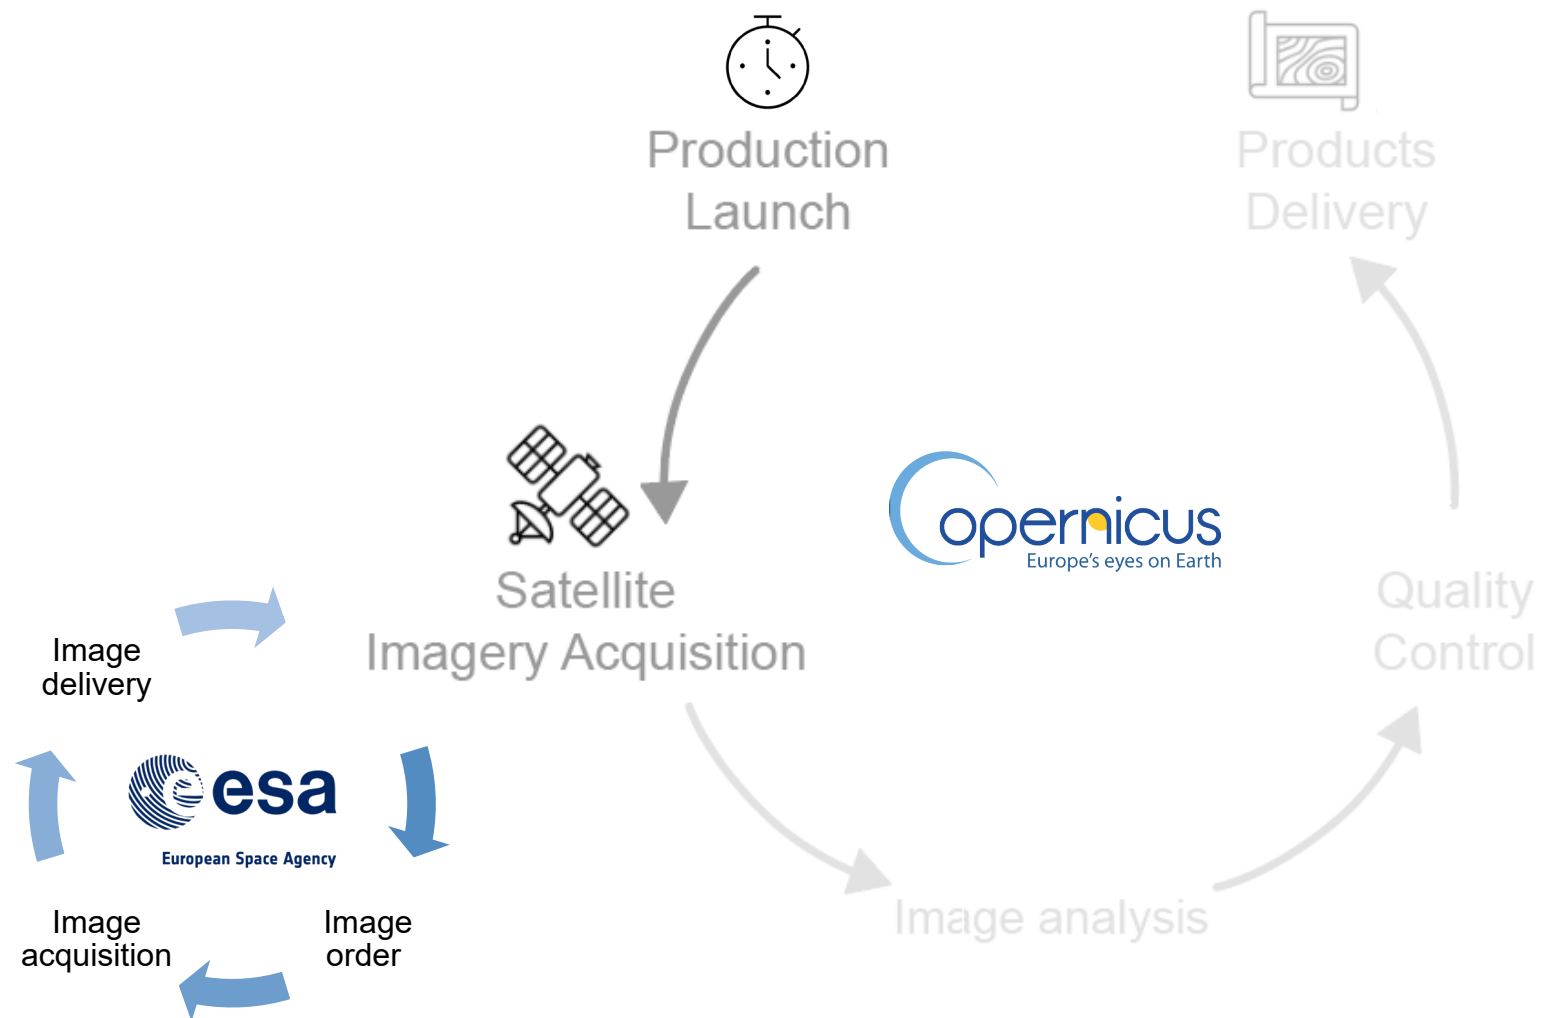 Production
Launch
Products
Delivery
Satellite
Imagery Acquisition
Copernicus
Europe's eyes on Earth
Quality
Control
Image analysis
Image
delivery
esa
European Space Agency
Image
order
Image
acquisition